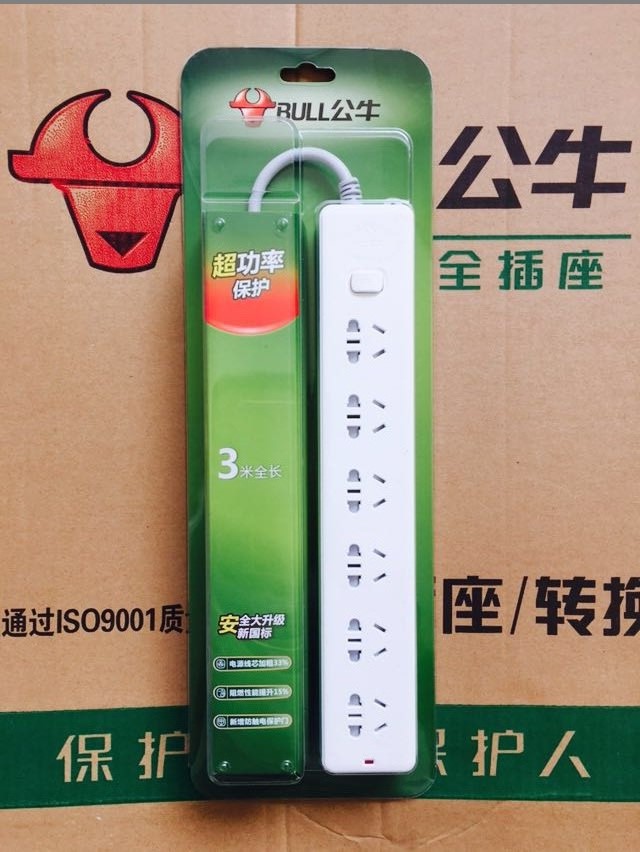 BULL公牛
公牛
全插座
超功率
保护
3米全长
安全大升级
新国标
电源线芯加粗33%
阻燃性能提升15%
新增防触电保护门
通过ISO9001质
座/转换
保护
保护人